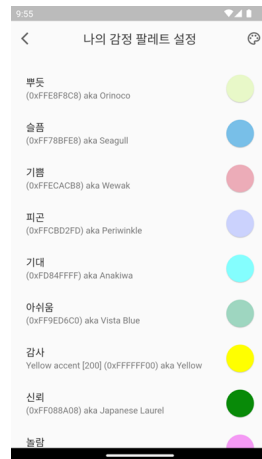 9:55
나의 감정 팔레트 설정
뿌듯
(0xFFE8F8C8) aka Orinoco
슬픔
(0xFF78BFE8) aka Seagull
기쁨
(0xFFECACB8) aka Wewak
피곤
(0xFFCBD2FD) aka Periwinkle
기대
(0xFD84FFFF) aka Anakiwa
아쉬움
(0xFF9ED6C0) aka Vista Blue
감사
Yellow accent [200] (0xFFFFFF00) aka Yellow
신뢰
(0xFF088A08) aka Japanese Laurel
놀람